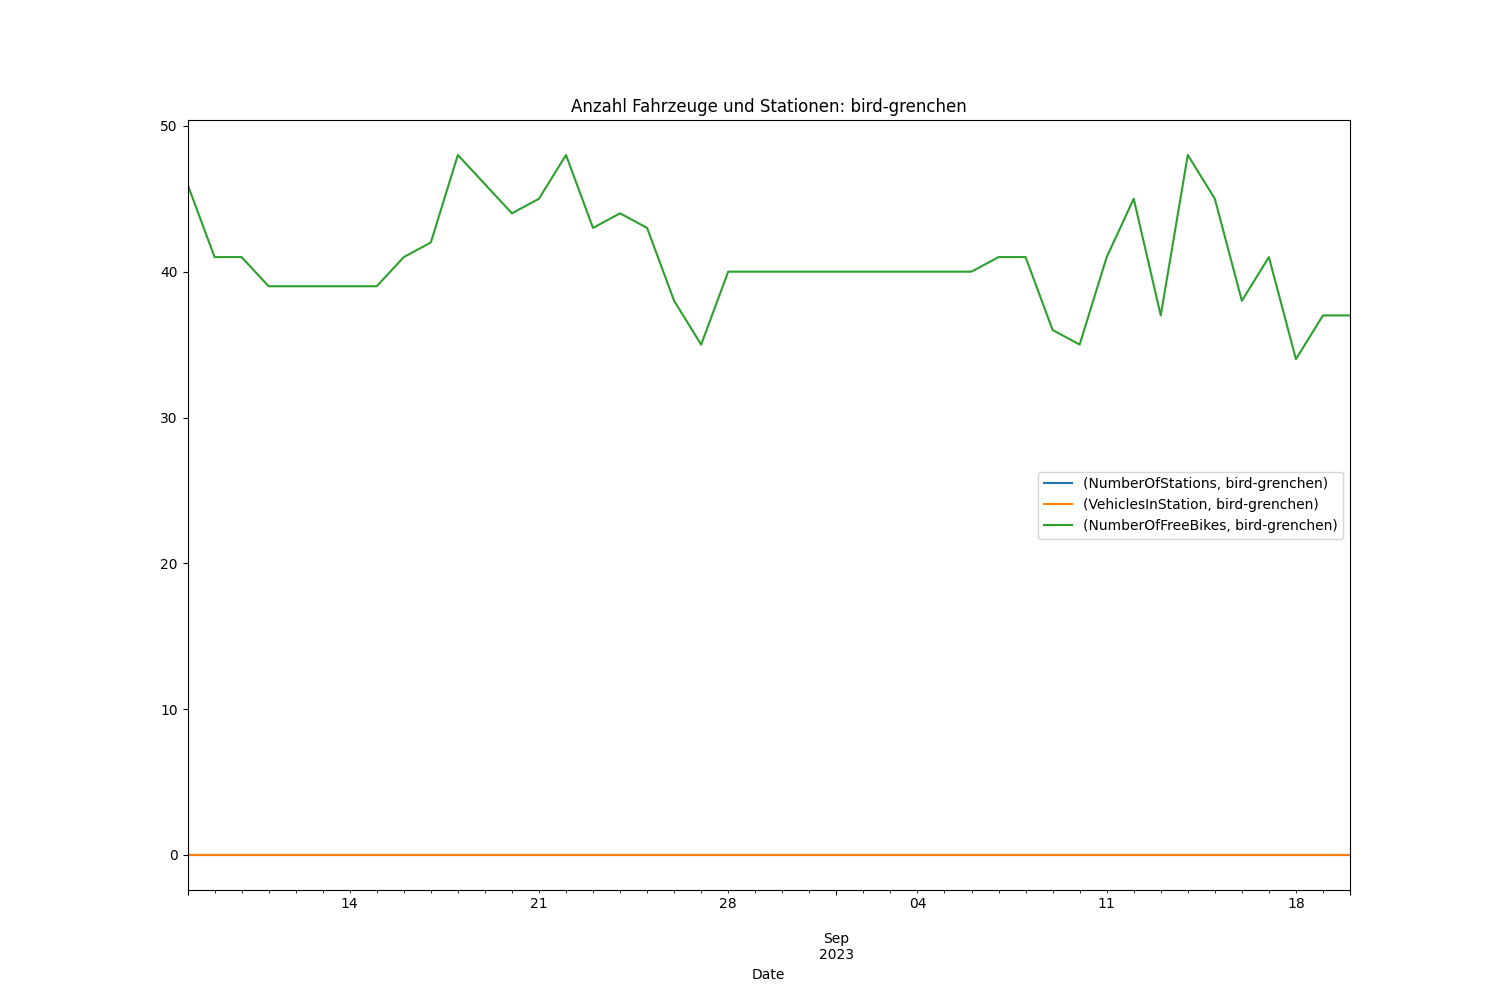 Anzahl Fahrzeuge und Stationen: bird-grenchen
50
40
30
20
10
0
(NumberOfStations, bird-grenchen)
(VehiclesInStation, bird-grenchen)
(NumberOfFreeBikes, bird-grenchen)
14 21 28 04 11 18
Sep
2023
Date